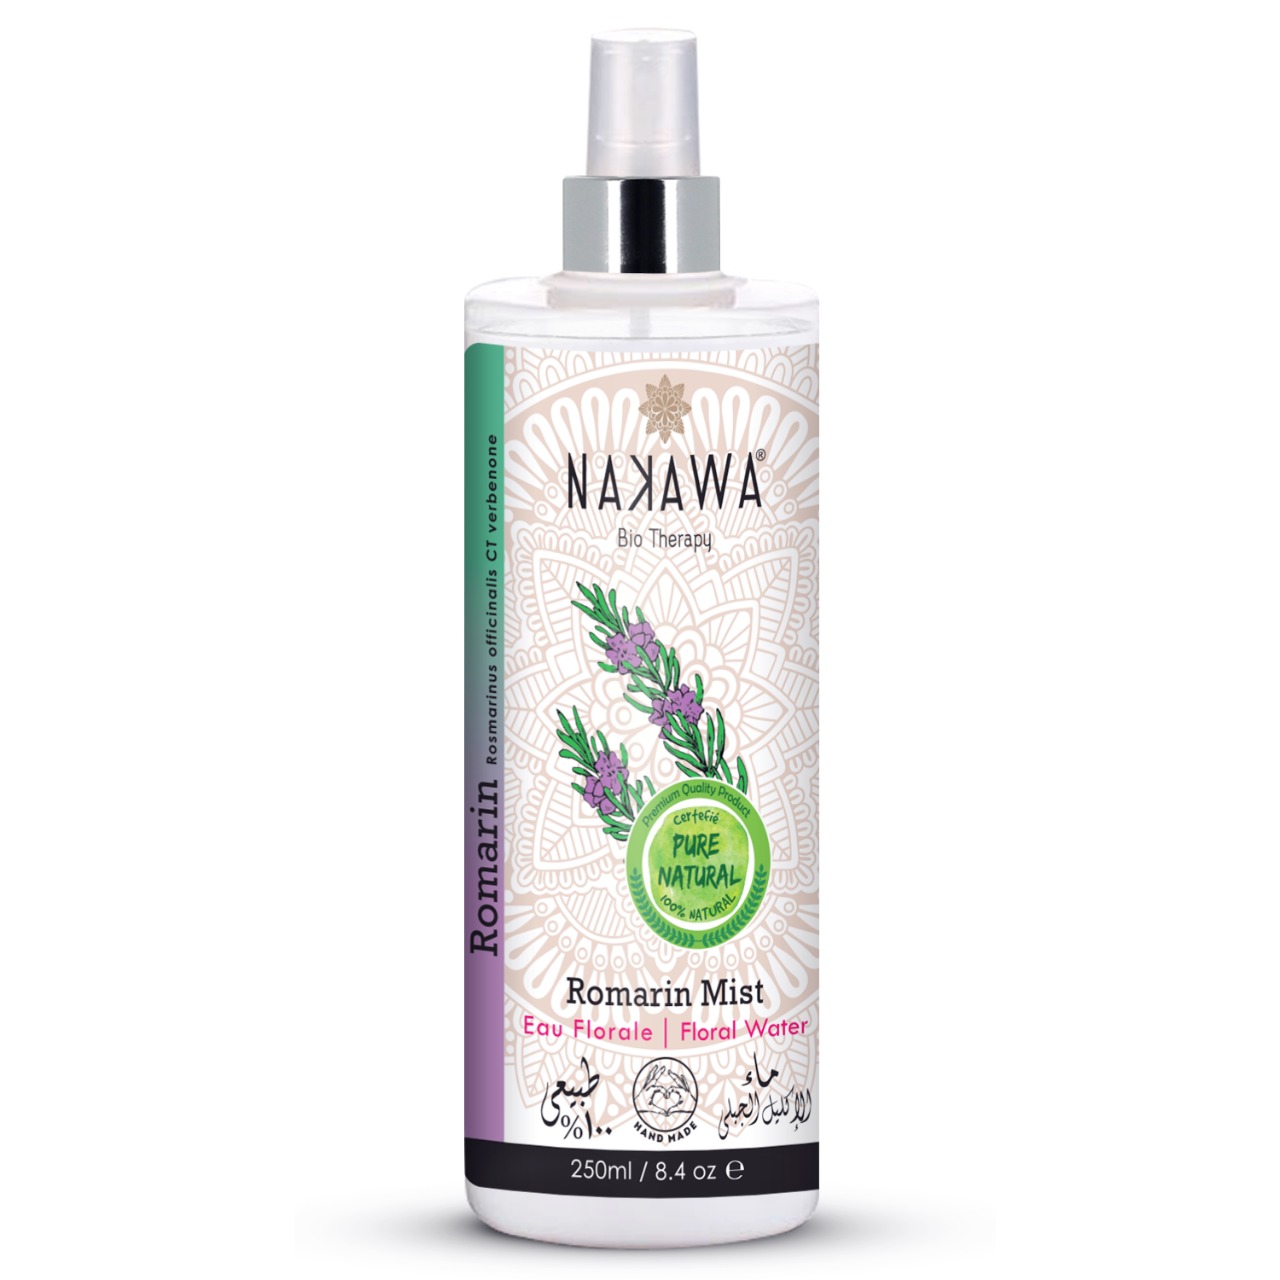 NAKAWA®
Bio Therapy
Romarin Rosmarinus officinalis CT verbenone
Premium Quality Product
certefié
PURE
NATURAL
100% NATURAL
Romarin Mist
Eau Florale | Floral Water
طبيعي
١٠٠%
HAND MADE
ماء
الإكليل الجبلي
250ml / 8.4 oz ℮